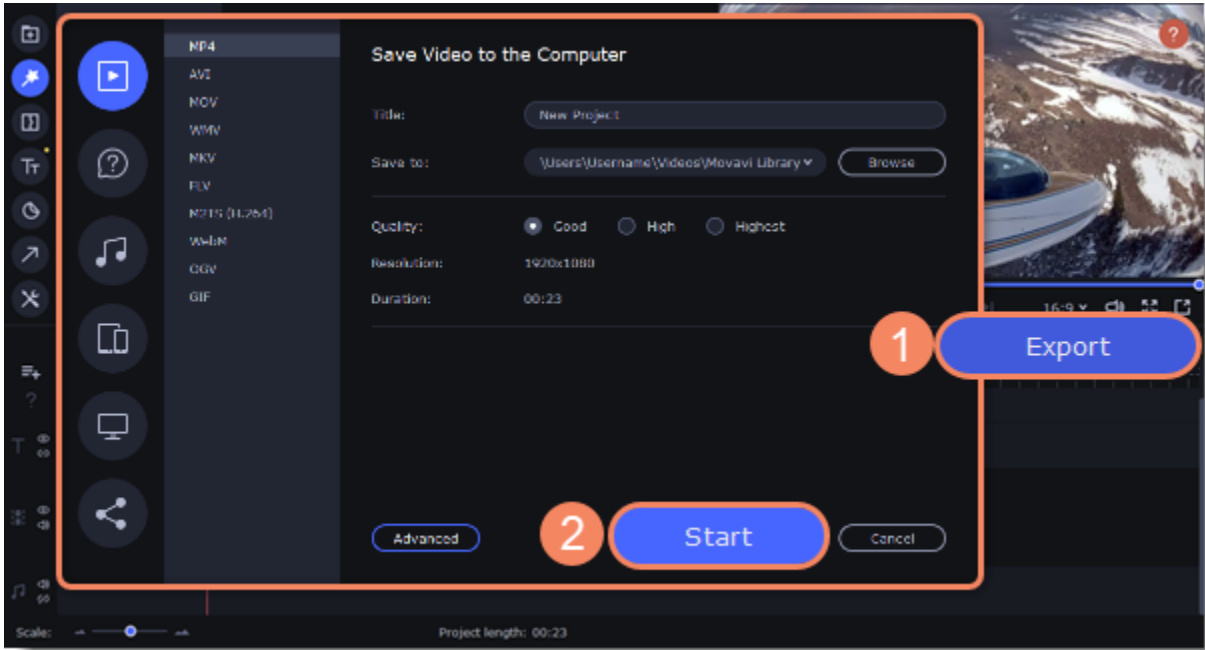 MP4
AVI
MOV
WMV
MKV
FLV
M2TS (H.264)
WebM
OGV
GIF
Save Video to the Computer
Title: New Project
Save to: \Users\Username\Videos\Movavi Library Browse
Quality: Good High Highest
Resolution: 1920x1080
Duration: 00:23
Advanced 2 Start Cancel
?
16:9
1 Export
Tт
?
T
Scale:
Project length: 00:23